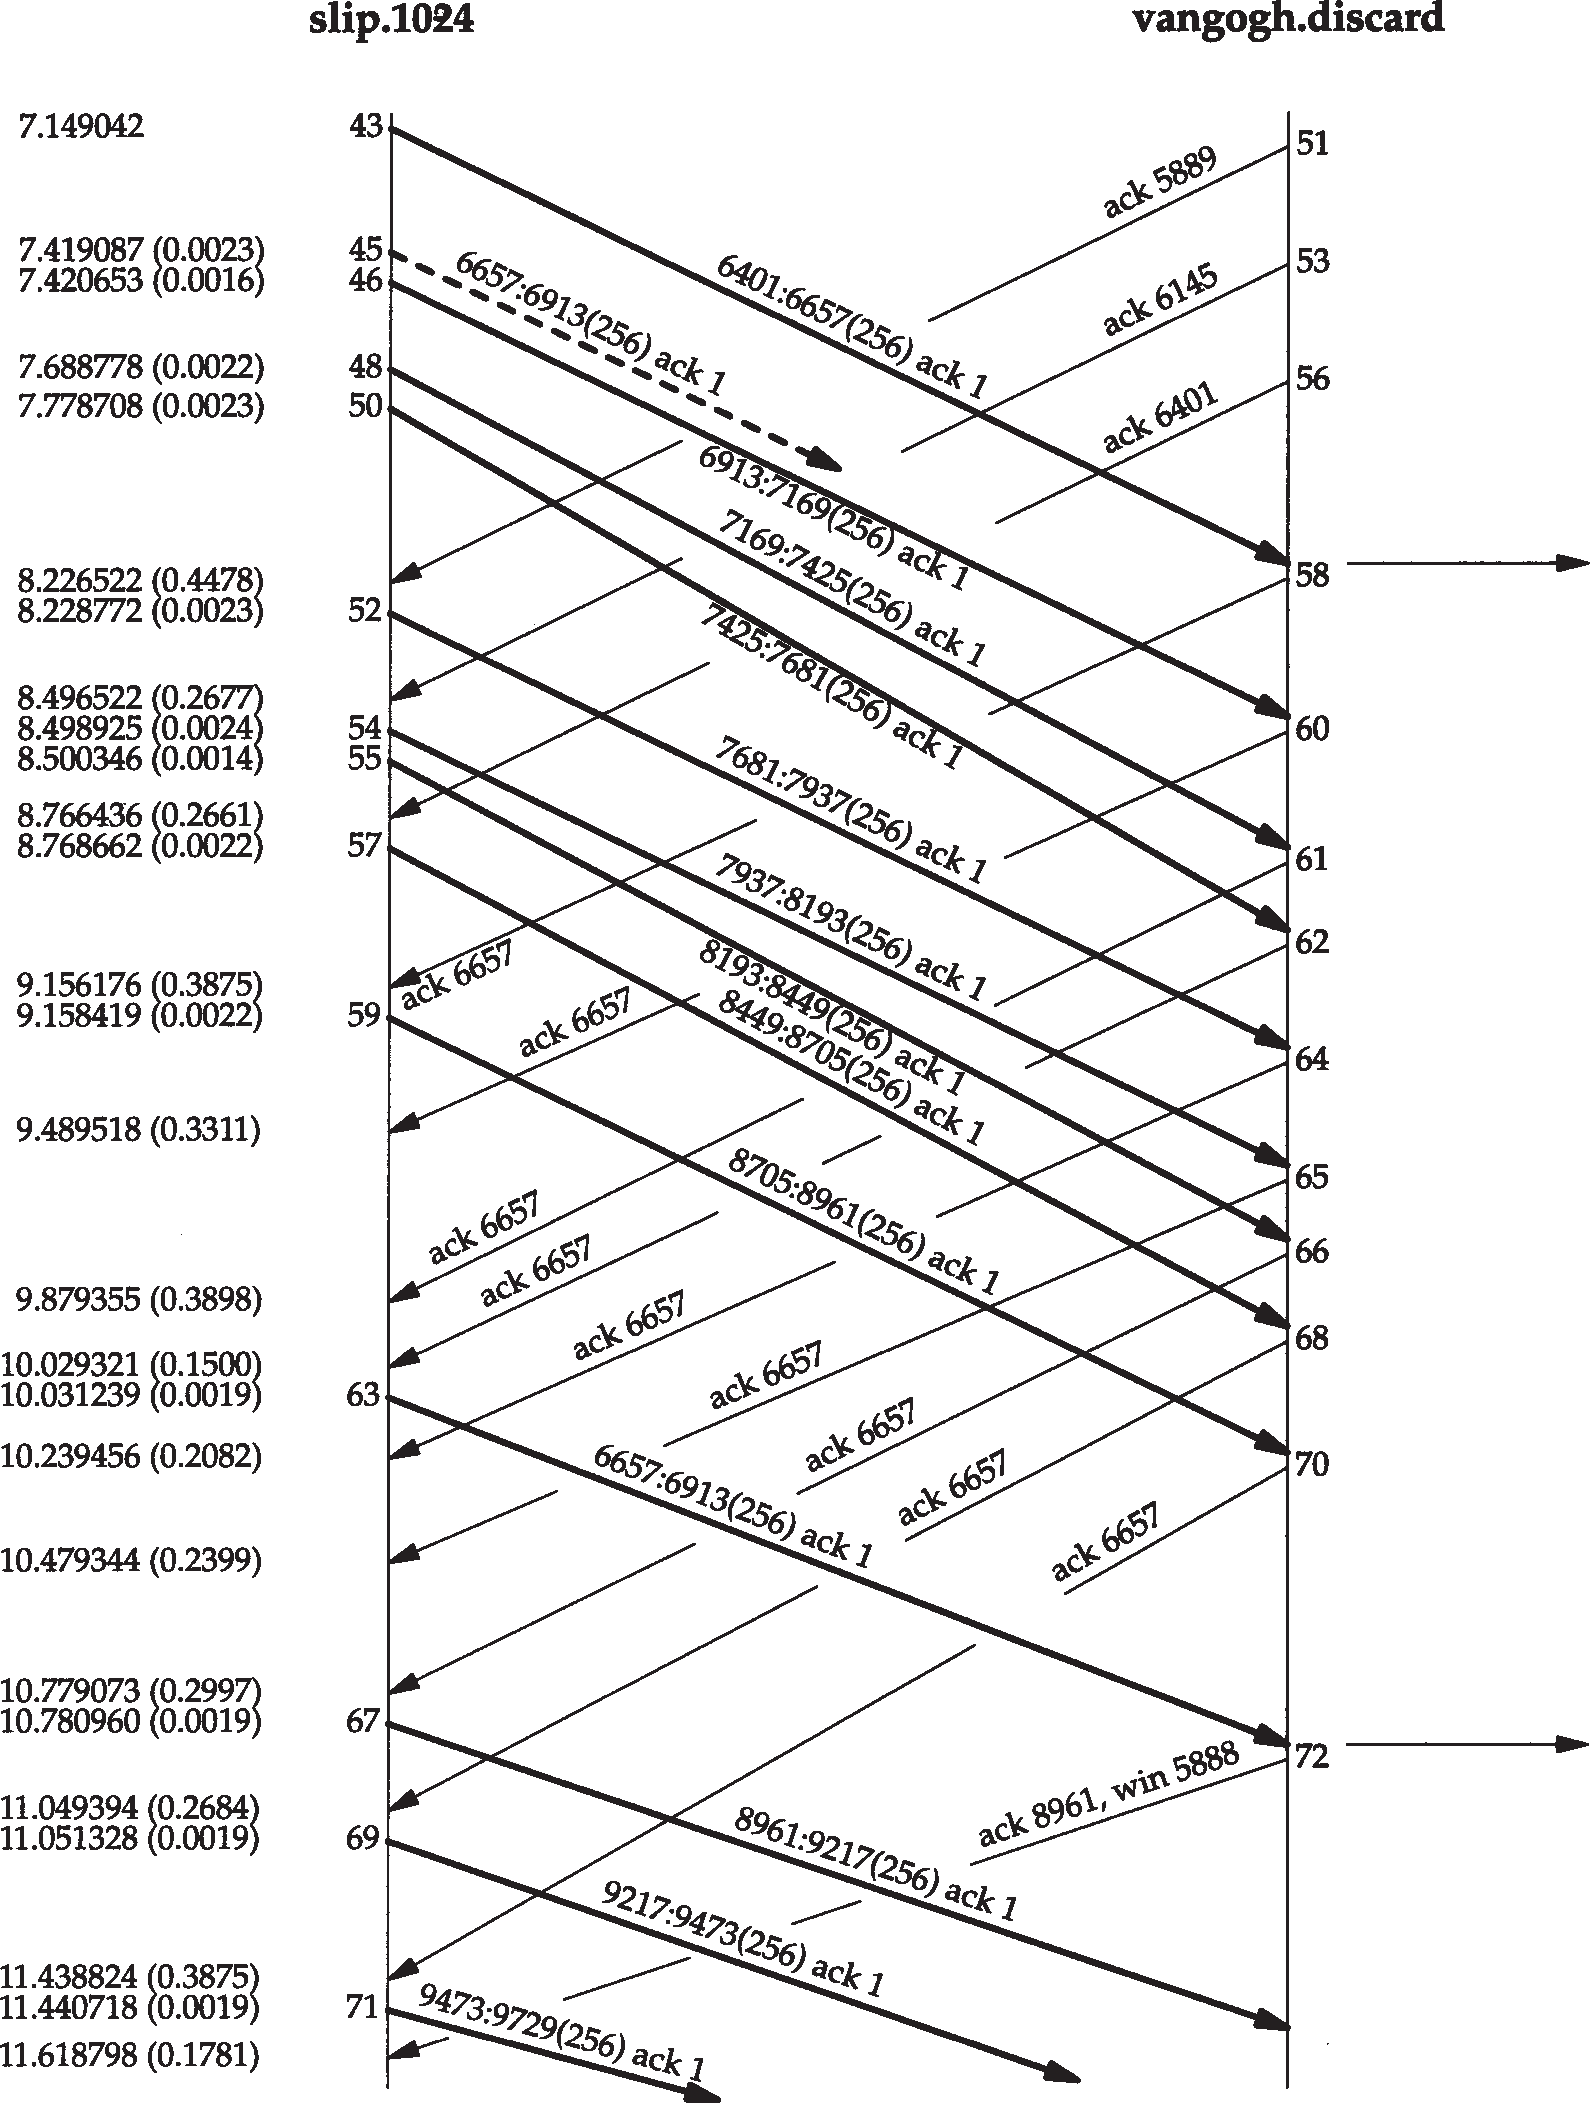 slip.1024 vangogh.discard
7.149042 43 51
ack 5889
7.419087 (0.0023) 45 53
7.420653 (0.0016) 46
6657:6913(256) ack 1
6401:6657(256) ack 1
ack 6145
7.688778 (0.0022) 48 56
7.778708 (0.0023) 50
ack 6401
6913:7169(256) ack 1
7169:7425(256) ack 1
8.226522 (0.4478) 58
8.228772 (0.0023) 52
7425:7681(256) ack 1
8.496522 (0.2677)
8.498925 (0.0024) 54 60
8.500346 (0.0014) 55
7681:7937(256) ack 1
8.766436 (0.2661)
8.768662 (0.0022) 57 61
7937:8193(256) ack 1
62
9.156176 (0.3875)
ack 6657
9.158419 (0.0022) 59
ack 6657
8193:8449(256) ack 1
8449:8705(256) ack 1
64
9.489518 (0.3311)
65
8705:8961(256) ack 1
ack 6657
66
9.879355 (0.3898)
ack 6657
ack 6657
68
10.029321 (0.1500)
10.031239 (0.0019) 63
ack 6657
10.239456 (0.2082)
ack 6657
70
6657:6913(256) ack 1
ack 6657
10.479344 (0.2399)
ack 6657
10.779073 (0.2997)
10.780960 (0.0019) 67
72
ack 8961, win 5888
11.049394 (0.2684)
11.051328 (0.0019) 69
8961:9217(256) ack 1
9217:9473(256) ack 1
11.438824 (0.3875)
11.440718 (0.0019) 71
9473:9729(256) ack 1
11.618798 (0.1781)